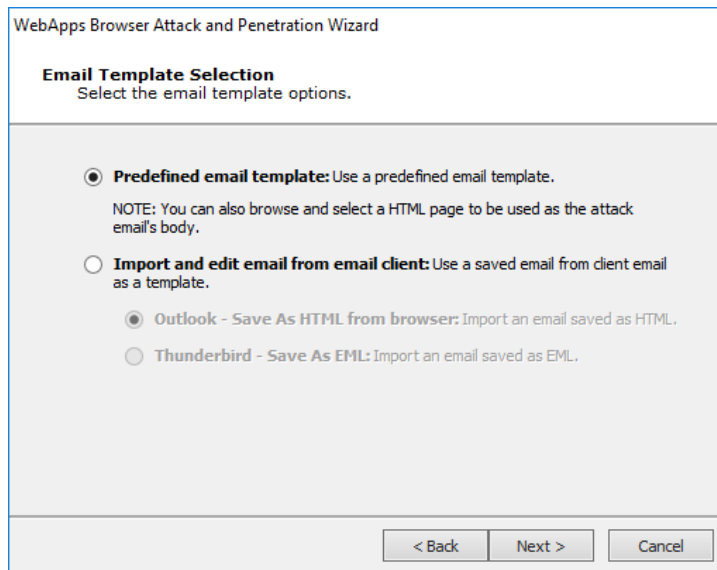 WebApps Browser Attack and Penetration Wizard
Email Template Selection
Select the email template options.
Predefined email template: Use a predefined email template.
NOTE: You can also browse and select a HTML page to be used as the attack
email's body.
Import and edit email from email client: Use a saved email from client email
as a template.
Outlook - Save As HTML from browser: Import an email saved as HTML.
Thunderbird - Save As EML: Import an email saved as EML.
< Back Next > Cancel